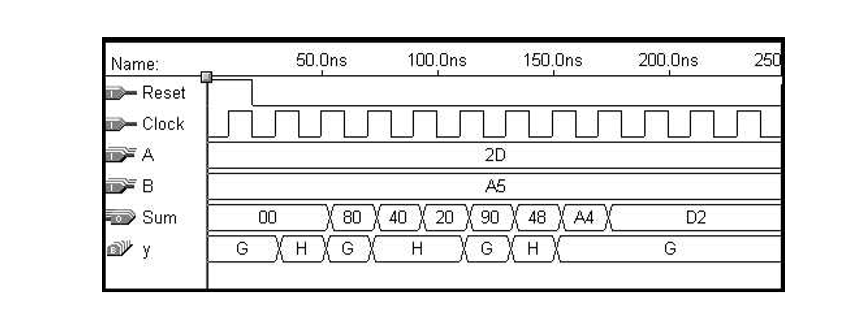 Name: 50.0ns 100.0ns 150.0ns 200.0ns 250
Reset
Clock
A 2D
B A5
Sum 00 80 40 20 90 48 A4 D2
y G H G H G H G